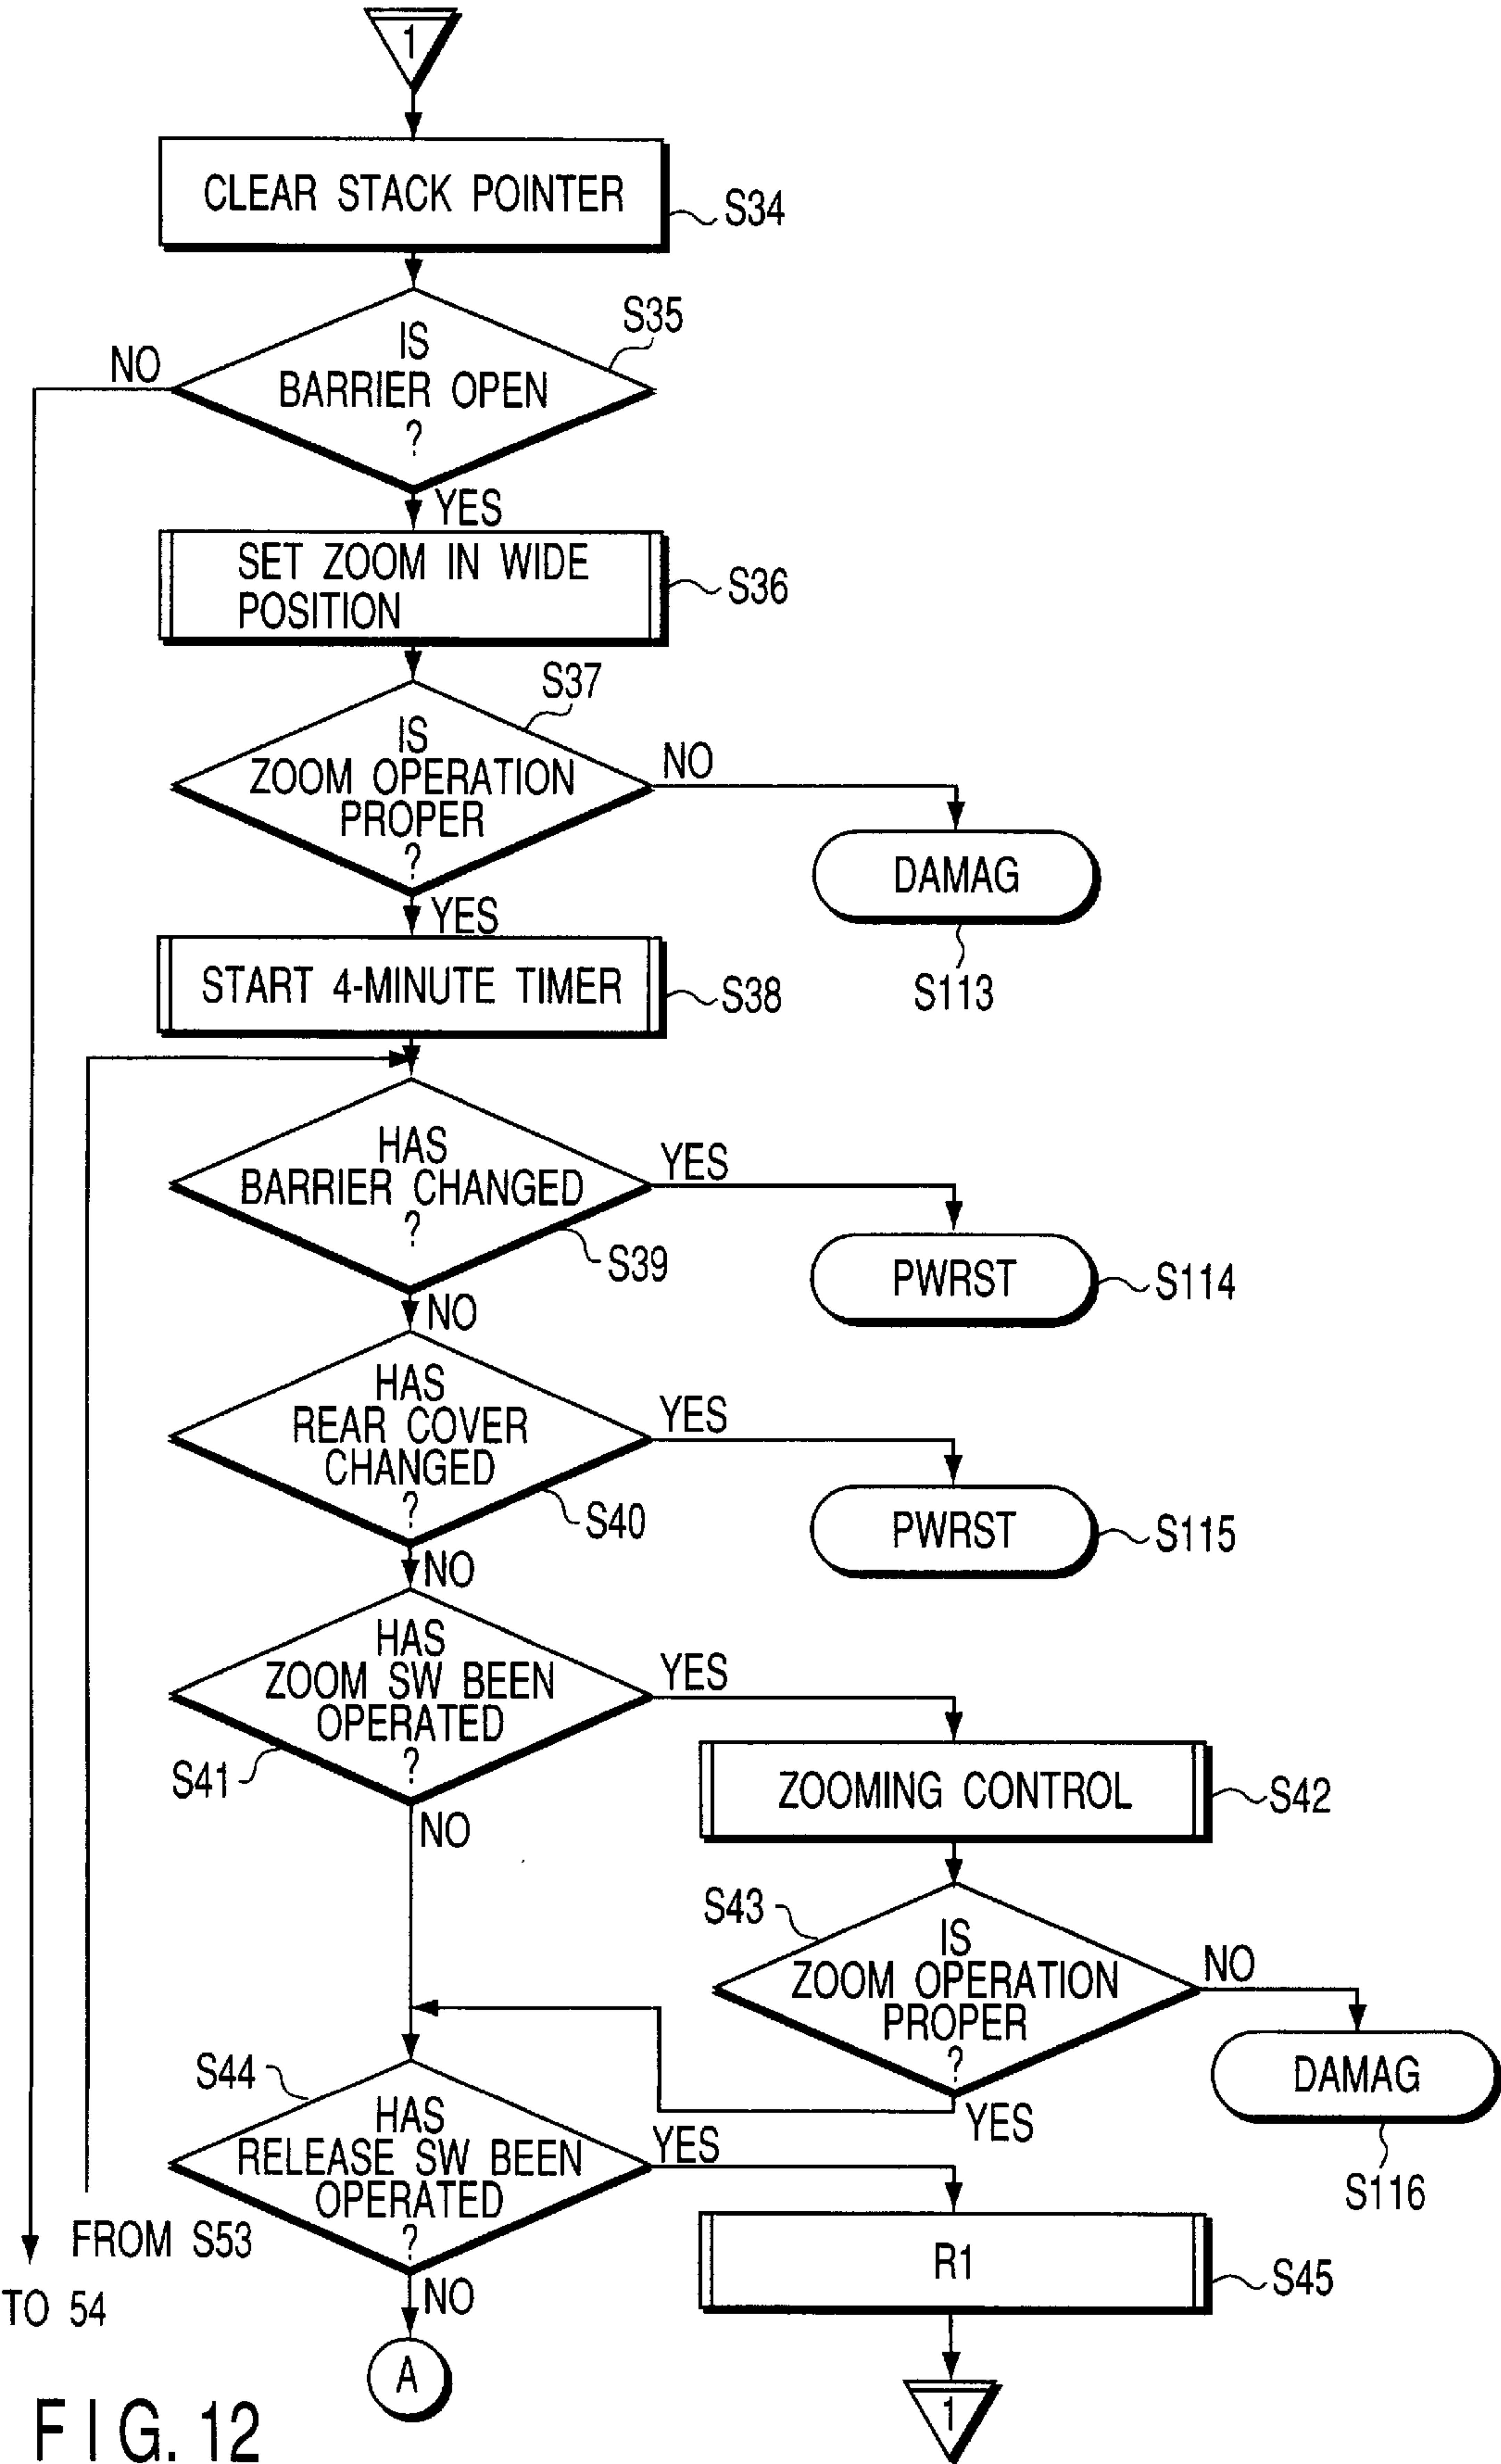 1
CLEAR STACK POINTER
S34
S35
IS
BARRIER OPEN
?
NO
YES
SET ZOOM IN WIDE
POSITION
S36
S37
IS
ZOOM OPERATION
PROPER
?
NO
DAMAG
S113
YES
START 4-MINUTE TIMER
S38
HAS
BARRIER CHANGED
?
YES
S39
PWRST
S114
NO
HAS
REAR COVER
CHANGED
?
YES
S40
PWRST
S115
NO
HAS
ZOOM SW BEEN
OPERATED
?
YES
S41
NO
ZOOMING CONTROL
S42
S43
IS
ZOOM OPERATION
PROPER
?
NO
DAMAG
S116
YES
S44
HAS
RELEASE SW BEEN
OPERATED
?
YES
R1
S45
NO
FROM S53
TO 54
A
1
FIG. 12